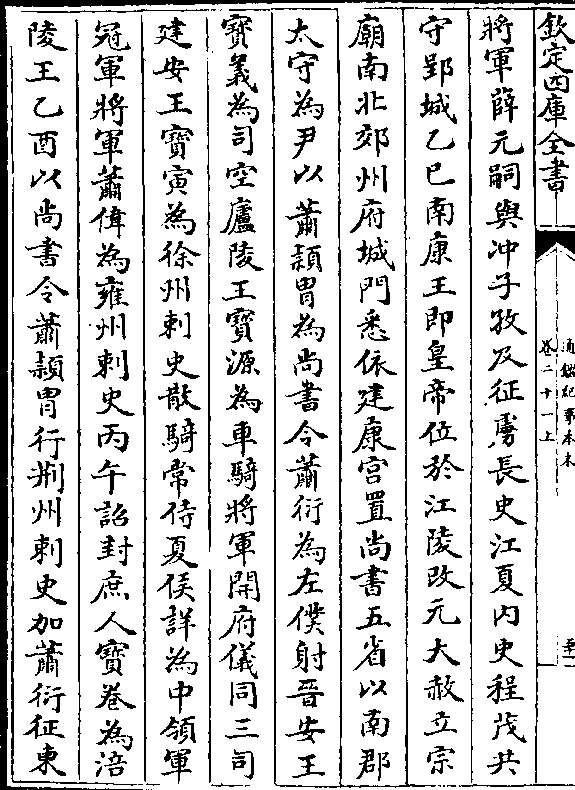 欽定四庫全書
通鑑紀事本末
卷二十一上
將軍薛元嗣與冲子孜及征虜長史江夏内史程茂共
守郢城乙巳南康王即皇帝位於江陵改元大赦立宗
廟南北郊州府城門悉依建康宫置尚書五省以南郡
太守為尹以蕭頴胄為尚書令蕭衍為左僕射晉安王
寶義為司空廬陵王寶源為車騎將軍開府儀同三司
建安王寶寅為徐州刺史散騎常侍夏侯詳為中領軍
冠軍將軍蕭偉為雍州刺史丙午詔封庶人寶卷為涪
陵王乙酉以尚書令蕭頴胄行荆州刺史加蕭衍征東